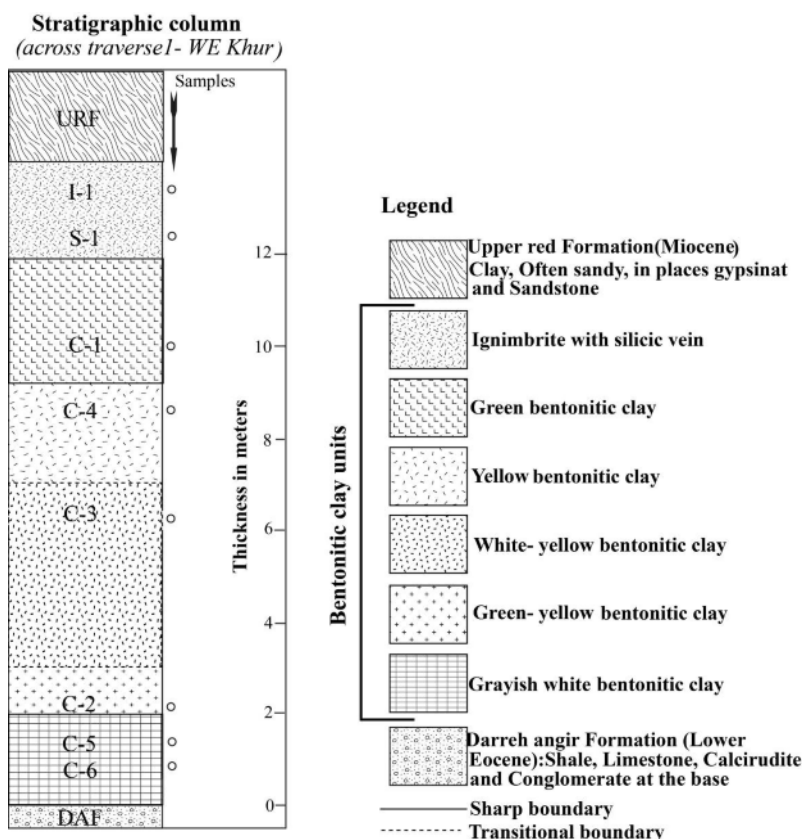 Stratigraphic column
(across traverse1- WE Khur)
Samples
URF
I-1
S-1
C-1
C-4
C-3
C-2
C-5
C-6
DAF
12
10
8
6
4
2
0
Thickness in meters
Legend
Upper red Formation(Miocene)
Clay, Often sandy, in places gypsinat
and Sandstone
Ignimbrite with silicic vein
Green bentonitic clay
Yellow bentonitic clay
White- yellow bentonitic clay
Green- yellow bentonitic clay
Grayish white bentonitic clay
Bentonitic clay units
Darreh angir Formation (Lower
Eocene):Shale, Limestone, Calcirudite
and Conglomerate at the base
Sharp boundary
Transitional boundary